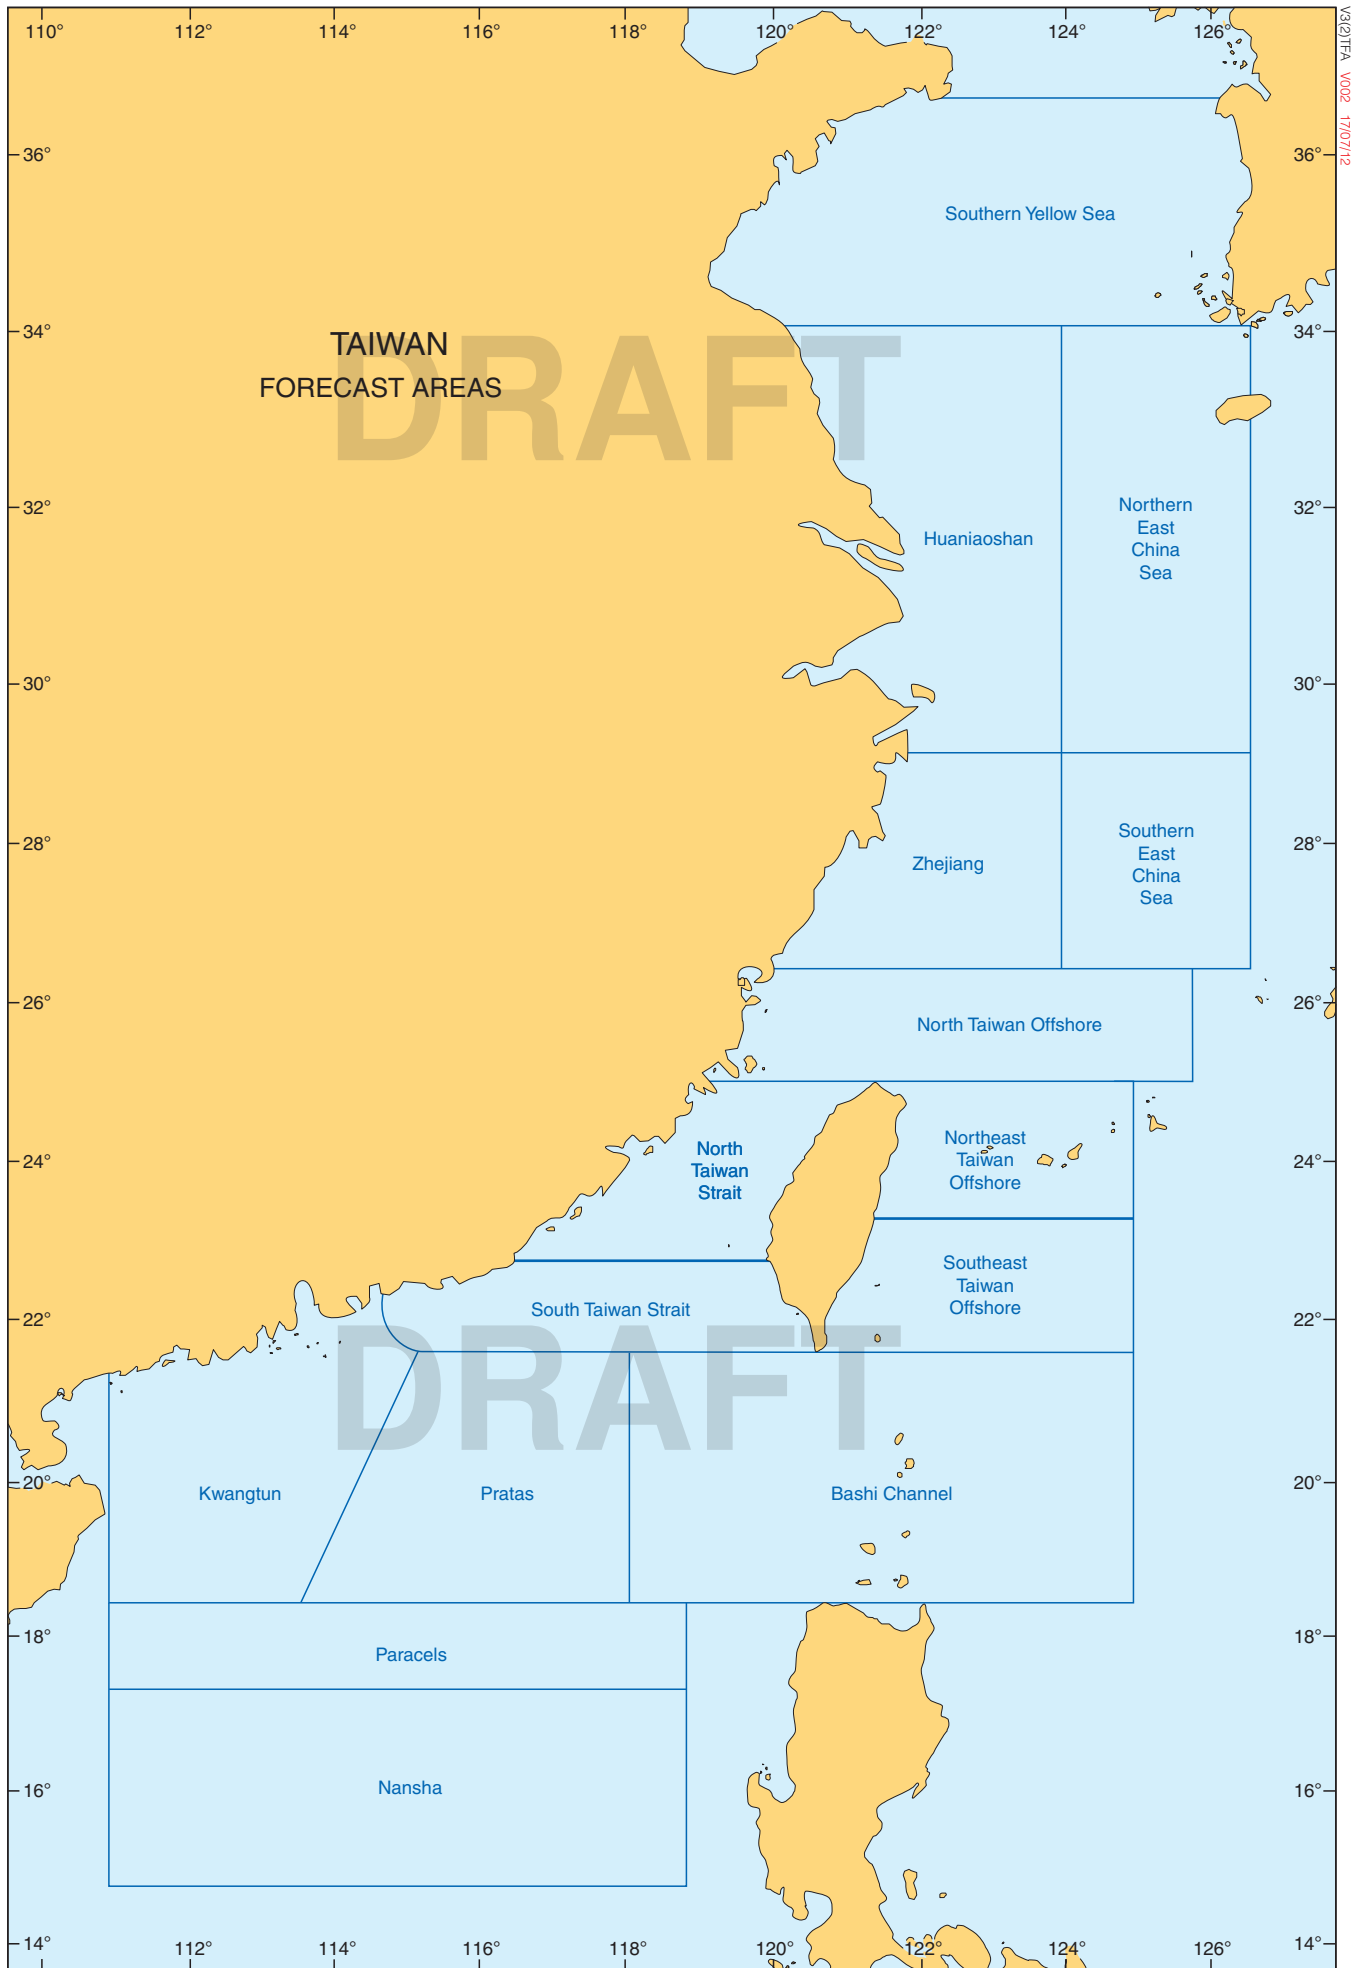 110° 112° 114° 116° 118° 120° 122° 124° 126°
V3(2)TFA V002 17/07/12
36° 36°
Southern Yellow Sea
34° 34°
TAIWAN
FORECAST AREAS
DRAFT
32° 32°
Huaniaoshan
Northern
East
China
Sea
30° 30°
28° 28°
Zhejiang
Southern
East
China
Sea
26° 26°
North Taiwan Offshore
24° 24°
North
Taiwan
Strait
Northeast
Taiwan
Offshore
Southeast
Taiwan
Offshore
South Taiwan Strait
22° 22°
DRAFT
20° 20°
Kwangtun
Pratas
Bashi Channel
18° 18°
Paracels
16° 16°
Nansha
14° 14°
112° 114° 116° 118° 120° 122° 124° 126°